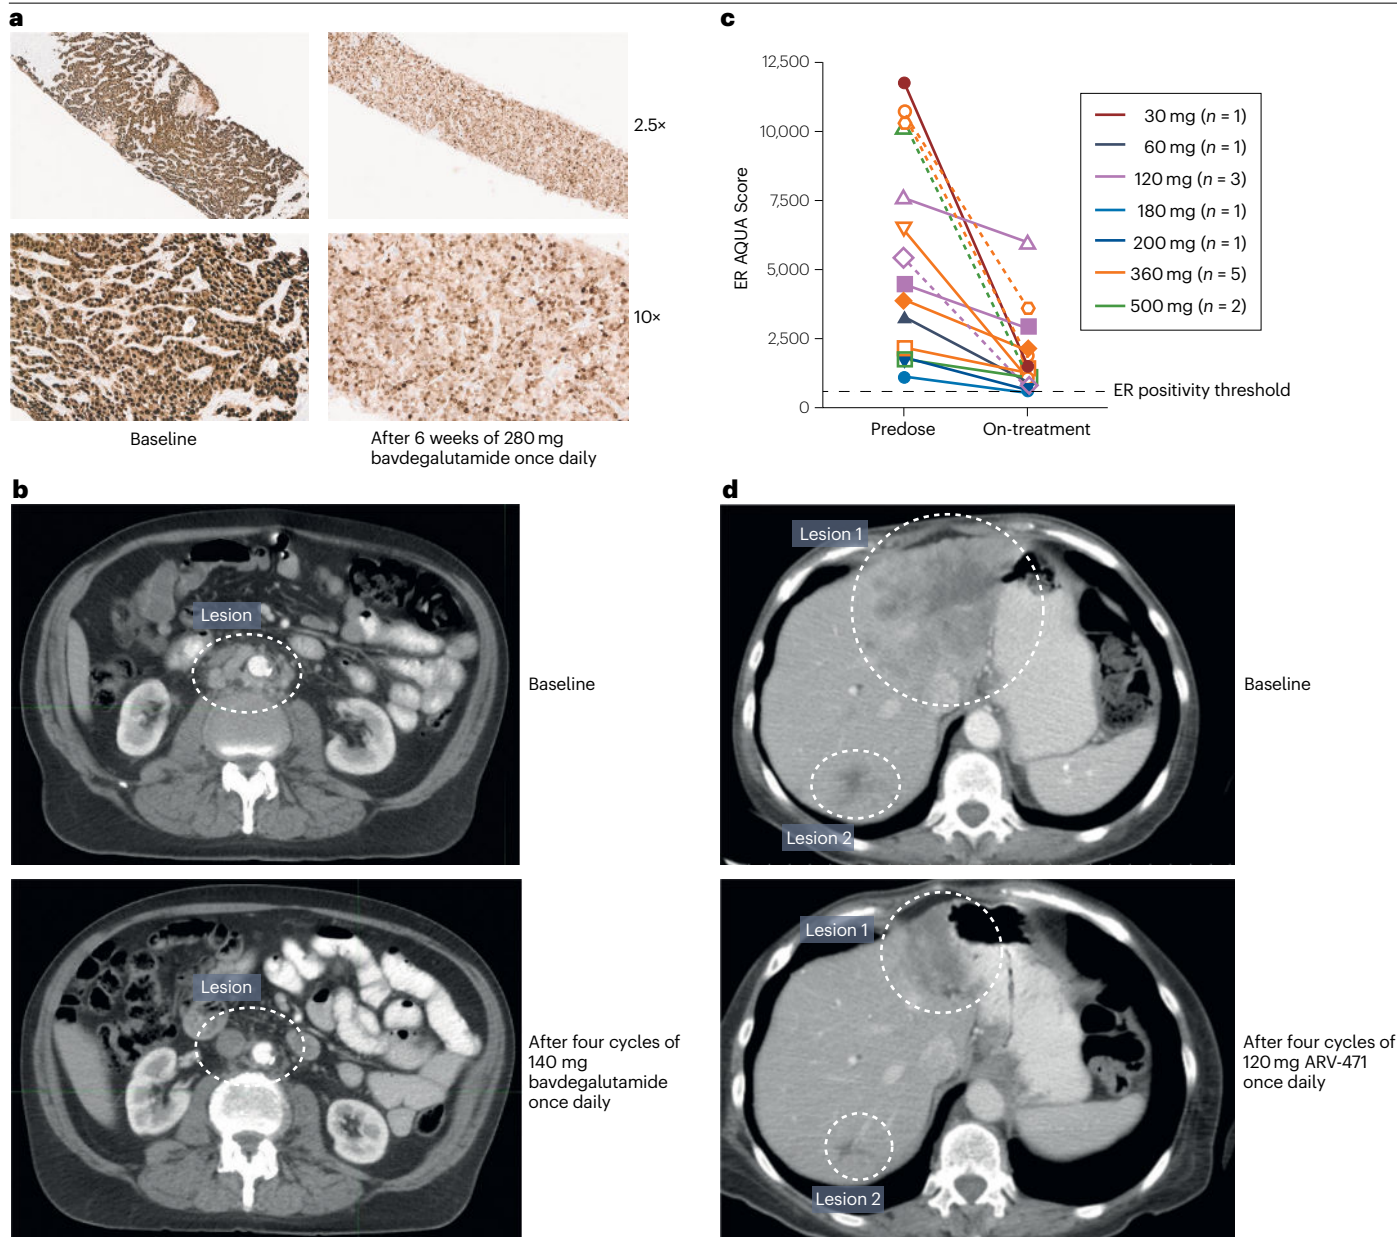 a
2.5×
10×
Baseline
After 6 weeks of 280 mg
bavdegalutamide once daily
c
12,500
10,000
7,500
5,000
2,500
0
ER AQUA Score
Predose
On-treatment
ER positivity threshold
30 mg (n = 1)
60 mg (n = 1)
120 mg (n = 3)
180 mg (n = 1)
200 mg (n = 1)
360 mg (n = 5)
500 mg (n = 2)
b
Lesion
Baseline
Lesion
After four cycles of
140 mg
bavdegalutamide
once daily
d
Lesion 1
Lesion 2
Baseline
Lesion 1
Lesion 2
After four cycles of
120 mg ARV-471
once daily